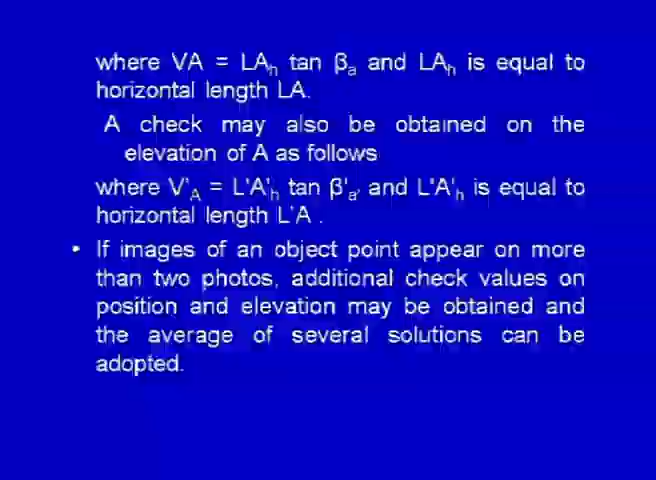 where VA = LAₕ tan βₐ and LAₕ is equal to
horizontal length LA.
A check may also be obtained on the
elevation of A as follows
where V'_A = L'A'ₕ tan β'ₐ' and L'A'ₕ is equal to
horizontal length L'A .
• If images of an object point appear on more
than two photos, additional check values on
position and elevation may be obtained and
the average of several solutions can be
adopted.